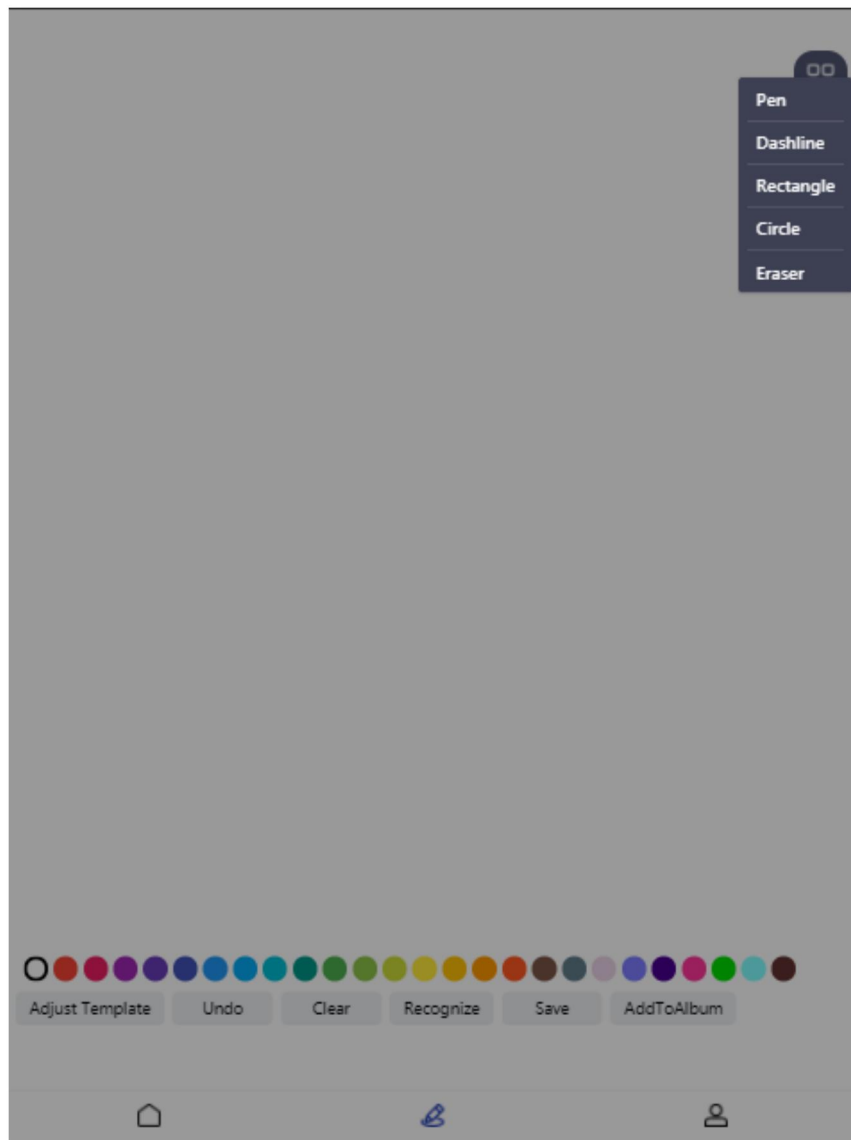 Pen
Dashline
Rectangle
Circle
Eraser
Adjust Template Undo Clear Recognize Save AddToAlbum